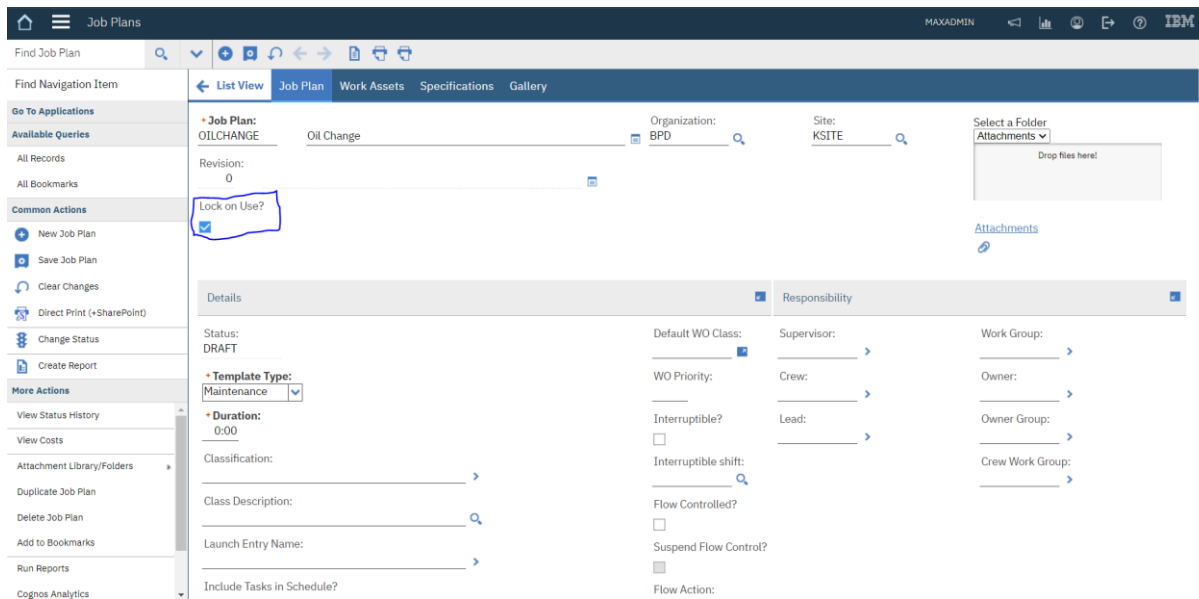 Job Plans
MAXADMIN
IBM
Find Job Plan
Find Navigation Item
Go To Applications
Available Queries
All Records
All Bookmarks
Common Actions
New Job Plan
Save Job Plan
Clear Changes
Direct Print (+SharePoint)
Change Status
Create Report
More Actions
View Status History
View Costs
Attachment Library/Folders
Duplicate Job Plan
Delete Job Plan
Add to Bookmarks
Run Reports
Cognos Analytics
List View Job Plan Work Assets Specifications Gallery
Job Plan: Organization: Site: Select a Folder
OILCHANGE Oil Change BPD KSITE Attachments
Drop files here!
Revision:
0
Lock on Use?
Attachments
Details
Status:
DRAFT
Template Type:
Maintenance
Duration:
0:00
Classification:
Class Description:
Launch Entry Name:
Include Tasks in Schedule?
Default WO Class:
WO Priority:
Interruptible?
Interruptible shift:
Flow Controlled?
Suspend Flow Control?
Flow Action:
Responsibility
Supervisor:
Crew:
Lead:
Work Group:
Owner:
Owner Group:
Crew Work Group: